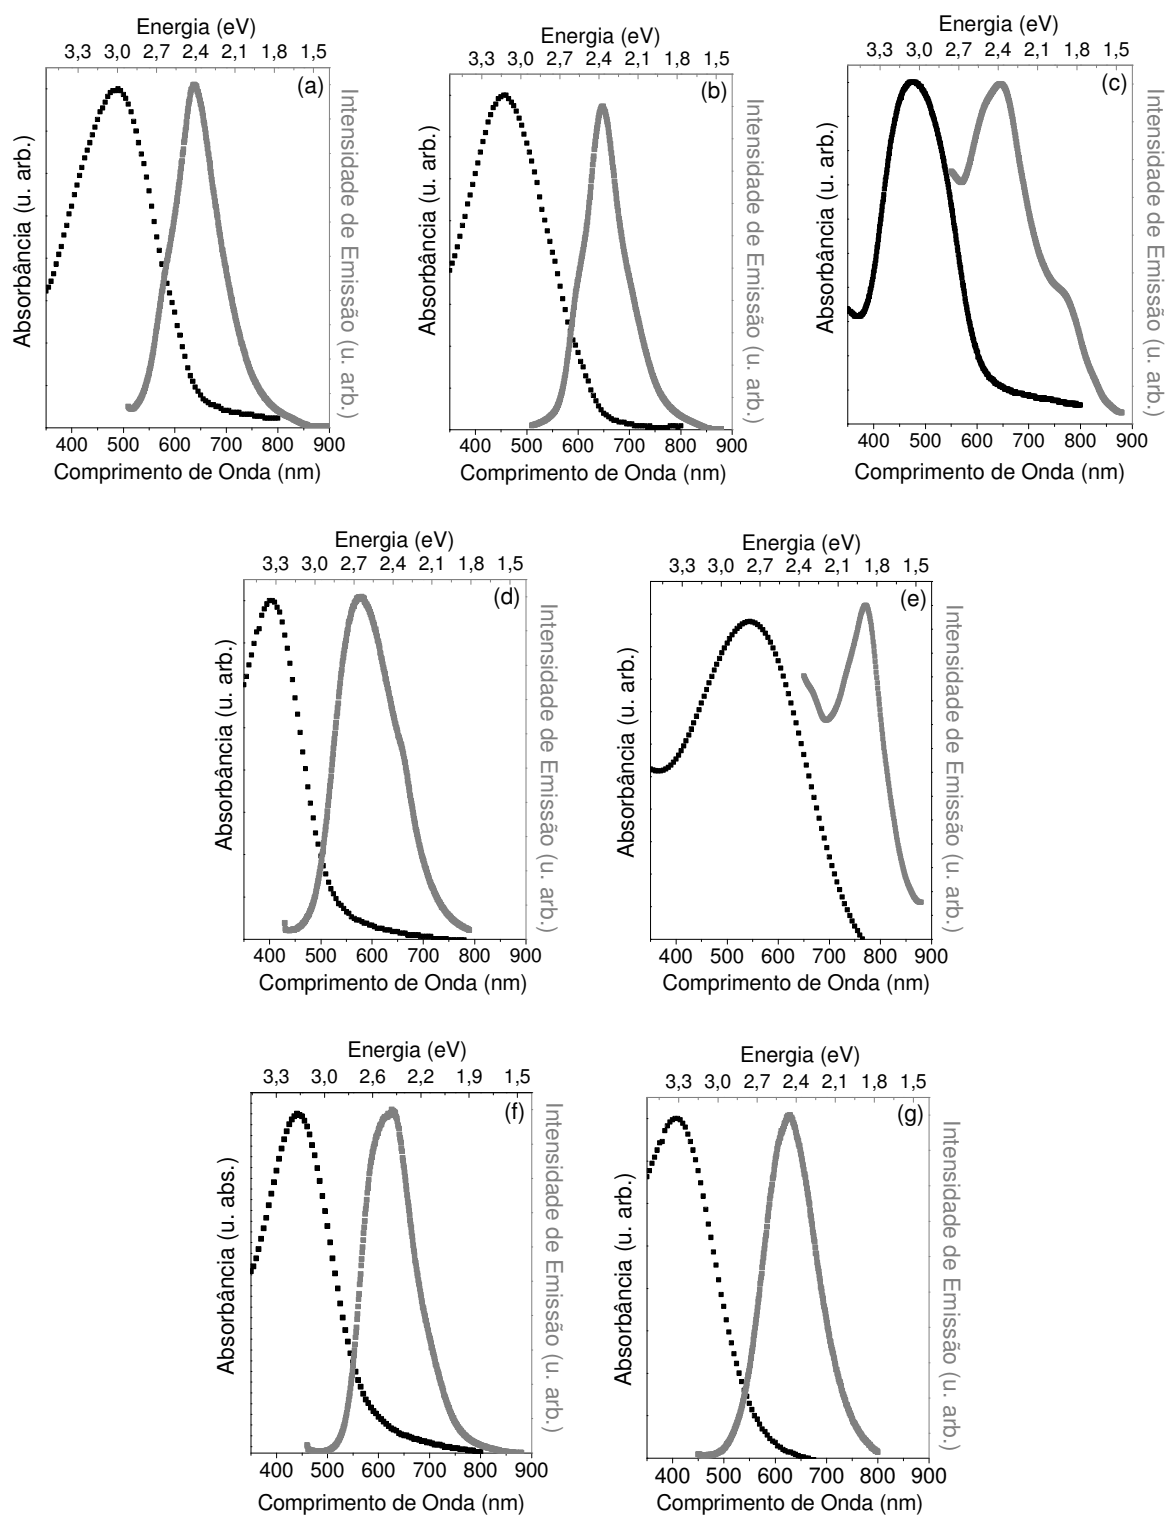 Energia (eV)
3,3 3,0 2,7 2,4 2,1 1,8 1,5
(a)
Absorbância (u. arb.)
Intensidade de Emissão (u. arb.)
400 500 600 700 800 900
Comprimento de Onda (nm)
Energia (eV)
3,3 3,0 2,7 2,4 2,1 1,8 1,5
(b)
Absorbância (u. arb.)
Intensidade de Emissão (u. arb.)
400 500 600 700 800 900
Comprimento de Onda (nm)
Energia (eV)
3,3 3,0 2,7 2,4 2,1 1,8 1,5
(c)
Absorbância (u. arb.)
Intensidade de Emissão (u. arb.)
400 500 600 700 800 900
Comprimento de Onda (nm)
Energia (eV)
3,3 3,0 2,7 2,4 2,1 1,8 1,5
(d)
Absorbância (u. arb.)
Intensidade de Emissão (u. arb.)
400 500 600 700 800 900
Comprimento de Onda (nm)
Energia (eV)
3,3 3,0 2,7 2,4 2,1 1,8 1,5
(e)
Absorbância (u. arb.)
Intensidade de Emissão (u. arb.)
400 500 600 700 800 900
Comprimento de Onda (nm)
Energia (eV)
3,3 3,0 2,6 2,2 1,9 1,5
(f)
Absorbância (u. abs.)
Intensidade de Emissão (u. arb.)
400 500 600 700 800 900
Comprimento de Onda (nm)
Energia (eV)
3,3 3,0 2,7 2,4 2,1 1,8 1,5
(g)
Absorbância (u. arb.)
Intensidade de Emissão (u. arb.)
400 500 600 700 800 900
Comprimento de Onda (nm)